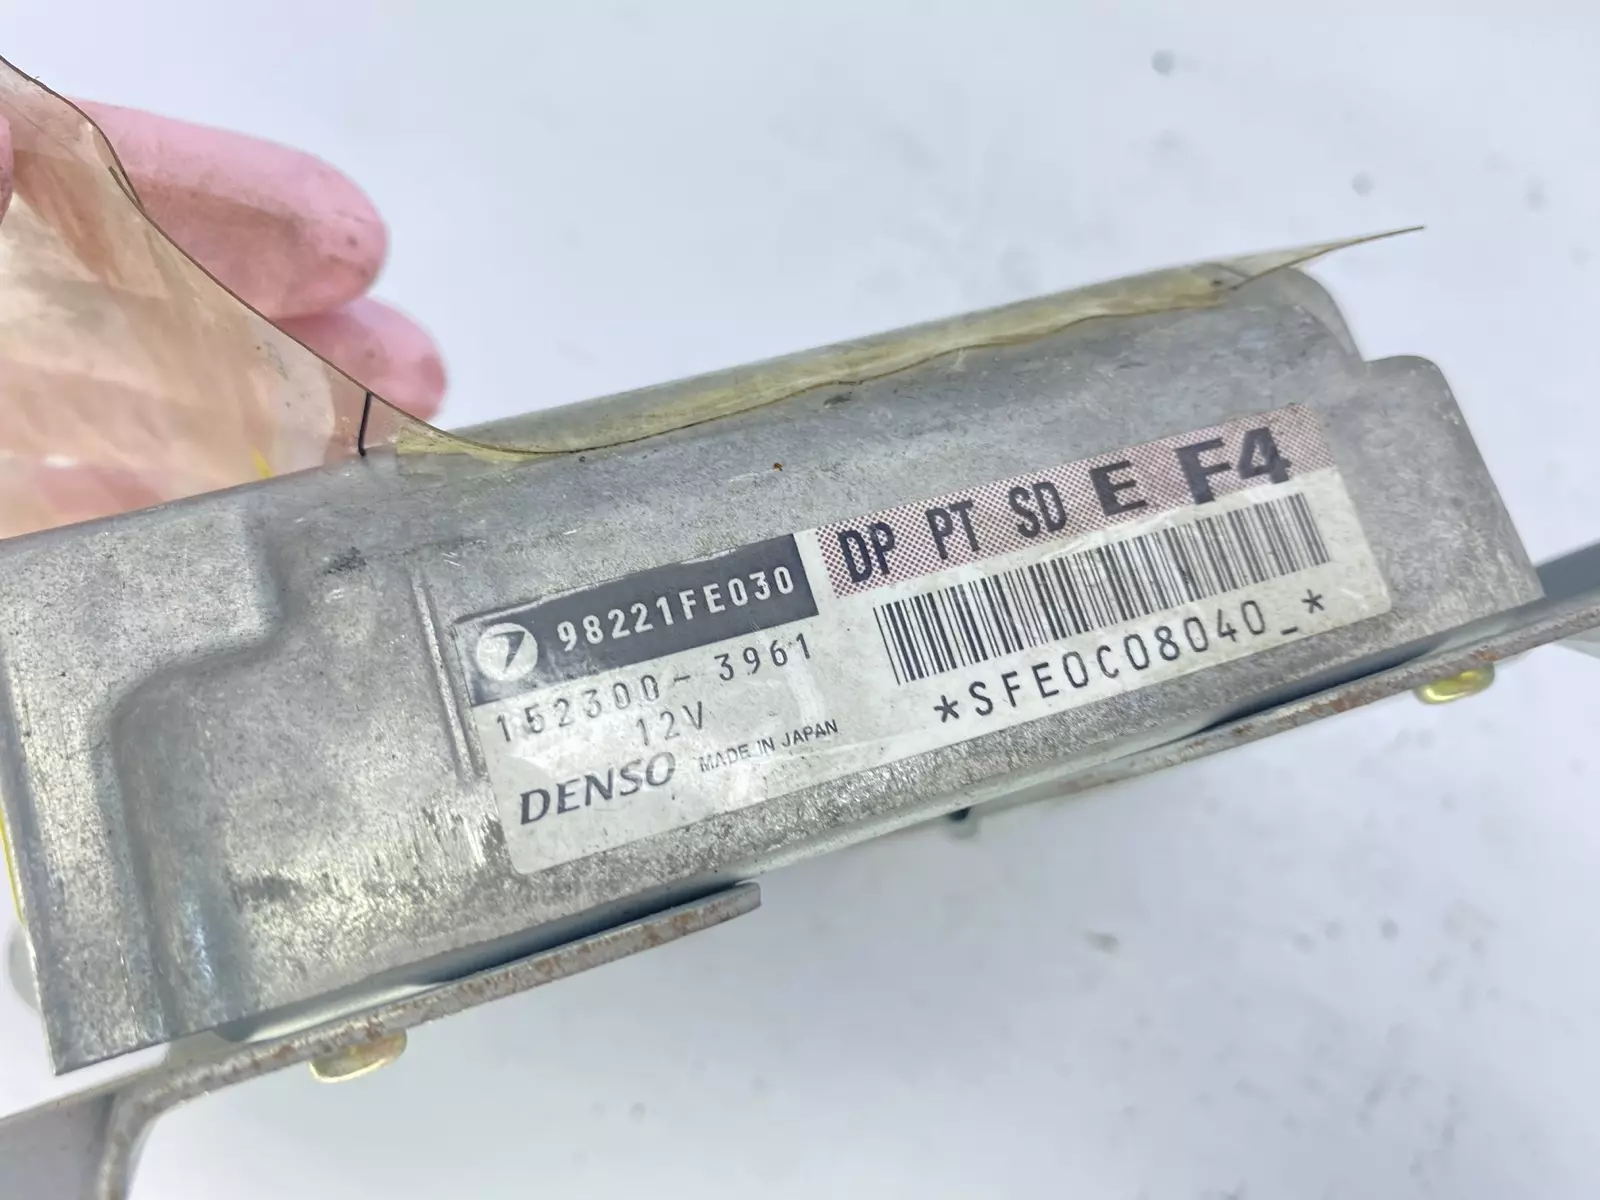 98221FE030
DP PT SD E F4
152300-3961
12V
DENSO MADE IN JAPAN
*SFE0C08040_*